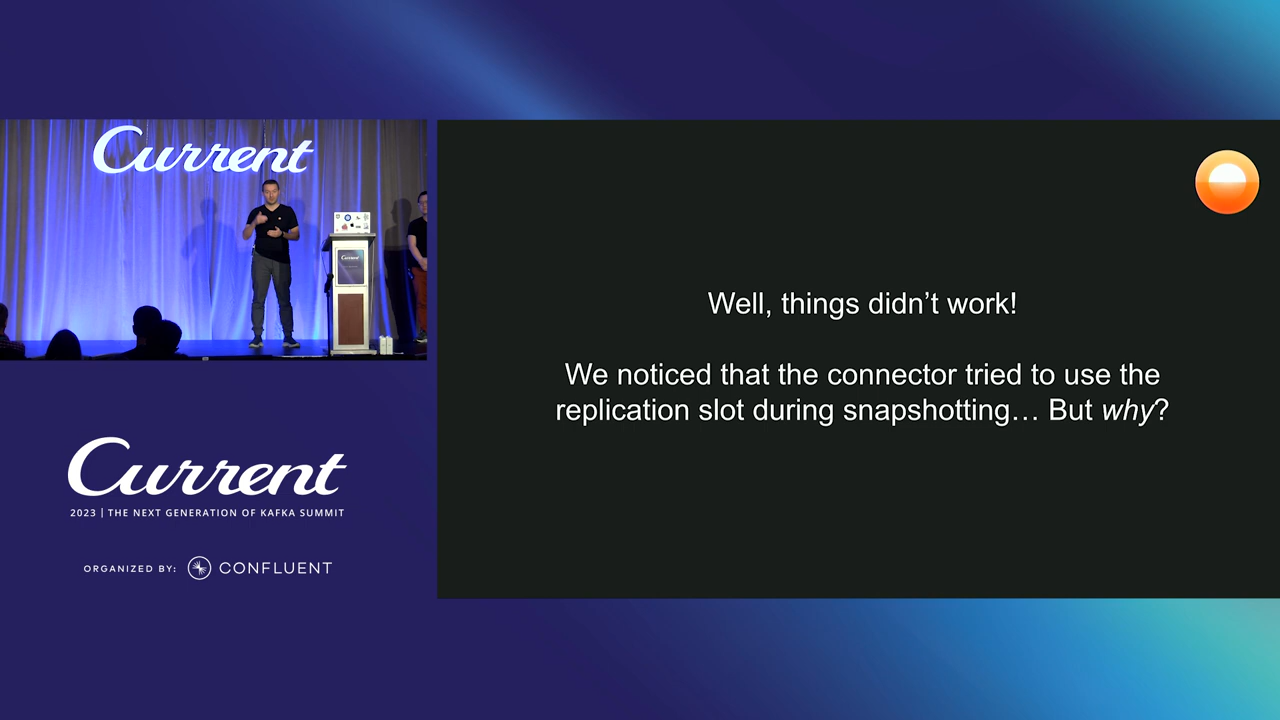 Current
Current
Current
2023 | THE NEXT GENERATION OF KAFKA SUMMIT
ORGANIZED BY: CONFLUENT
Well, things didn’t work!
We noticed that the connector tried to use the
replication slot during snapshotting… But why?